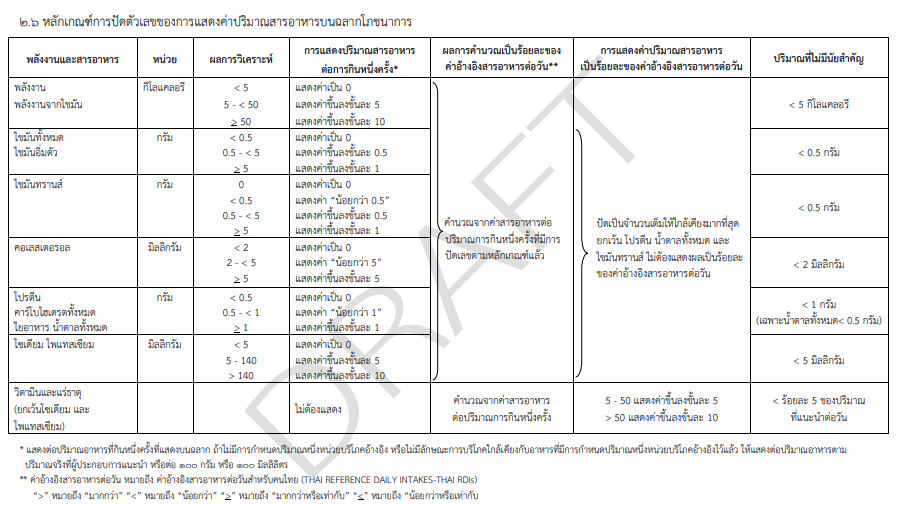 ๒.๖ หลักเกณฑ์การปัดตัวเลขของการแสดงค่าปริมาณสารอาหารบนฉลากโภชนาการ
พลังงานและสารอาหาร หน่วย ผลการวิเคราะห์ การแสดงปริมาณสารอาหาร ต่อการกินหนึ่งครั้ง* ผลการคำนวณเป็นร้อยละของ ค่าอ้างอิงสารอาหารต่อวัน** การแสดงค่าปริมาณสารอาหาร เป็นร้อยละของค่าอ้างอิงสารอาหารต่อวัน ปริมาณที่ไม่มีนัยสำคัญ
พลังงาน กิโลแคลอรี < 5 แสดงค่าเป็น 0
พลังงานจากไขมัน 5 - < 50 แสดงค่าขึ้นลงขั้นละ 5 < 5 กิโลแคลอรี
≥ 50 แสดงค่าขึ้นลงขั้นละ 10
ไขมันทั้งหมด กรัม < 0.5 แสดงค่าเป็น 0
ไขมันอิ่มตัว 0.5 - < 5 แสดงค่าขึ้นลงขั้นละ 0.5 < 0.5 กรัม
≥ 5 แสดงค่าขึ้นลงขั้นละ 1
ไขมันทรานส์ กรัม 0 แสดงค่าเป็น 0
< 0.5 แสดงค่า “น้อยกว่า 0.5” < 0.5 กรัม
0.5 - < 5 แสดงค่าขึ้นลงขั้นละ 0.5
≥ 5 แสดงค่าขึ้นลงขั้นละ 1
คำนวณจากค่าสารอาหารต่อ
ปริมาณการกินหนึ่งครั้งที่มีการ
ปัดเลขตามหลักเกณฑ์แล้ว
ปัดเป็นจำนวนเต็มให้ใกล้เคียงมากที่สุด
ยกเว้น โปรตีน น้ำตาลทั้งหมด และ
ไขมันทรานส์ ไม่ต้องแสดงผลเป็นร้อยละ
ของค่าอ้างอิงสารอาหารต่อวัน
คอเลสเตอรอล มิลลิกรัม < 2 แสดงค่าเป็น 0
2 - < 5 แสดงค่า “น้อยกว่า 5” < 2 มิลลิกรัม
≥ 5 แสดงค่าขึ้นลงขั้นละ 5
โปรตีน กรัม < 0.5 แสดงค่าเป็น 0 < 1 กรัม
คาร์โบไฮเดรตทั้งหมด 0.5 - < 1 แสดงค่า “น้อยกว่า 1” (เฉพาะน้ำตาลทั้งหมด< 0.5 กรัม)
ใยอาหาร น้ำตาลทั้งหมด ≥ 1 แสดงค่าขึ้นลงขั้นละ 1
โซเดียม โพแทสเซียม มิลลิกรัม < 5 แสดงค่าเป็น 0
5 - 140 แสดงค่าขึ้นลงขั้นละ 5 < 5 มิลลิกรัม
> 140 แสดงค่าขึ้นลงขั้นละ 10
วิตามินและแร่ธาตุ คำนวณจากค่าสารอาหาร 5 - 50 แสดงค่าขึ้นลงขั้นละ 5 < ร้อยละ 5 ของปริมาณ
(ยกเว้นโซเดียม และ ไม่ต้องแสดง ต่อปริมาณการกินหนึ่งครั้ง > 50 แสดงค่าขึ้นลงขั้นละ 10 ที่แนะนำต่อวัน
โพแทสเซียม)
* แสดงต่อปริมาณอาหารที่กินหนึ่งครั้งที่แสดงบนฉลาก ถ้าไม่มีการกำหนดปริมาณหนึ่งหน่วยบริโภคอ้างอิง หรือไม่มีลักษณะการบริโภคใกล้เคียงกับอาหารที่มีการกำหนดปริมาณหนึ่งหน่วยบริโภคอ้างอิงไว้แล้ว ให้แสดงต่อปริมาณอาหารตาม
ปริมาณจริงที่ผู้ประกอบการแนะนำ หรือต่อ ๑๐๐ กรัม หรือ ๑๐๐ มิลลิลิตร
** ค่าอ้างอิงสารอาหารต่อวัน หมายถึง ค่าอ้างอิงสารอาหารต่อวันสำหรับคนไทย (THAI REFERENCE DAILY INTAKES-THAI RDIs)
“>” หมายถึง “มากกว่า” “<” หมายถึง “น้อยกว่า” “≥” หมายถึง “มากกว่าหรือเท่ากับ” “≤” หมายถึง “น้อยกว่าหรือเท่ากับ
DRAFT